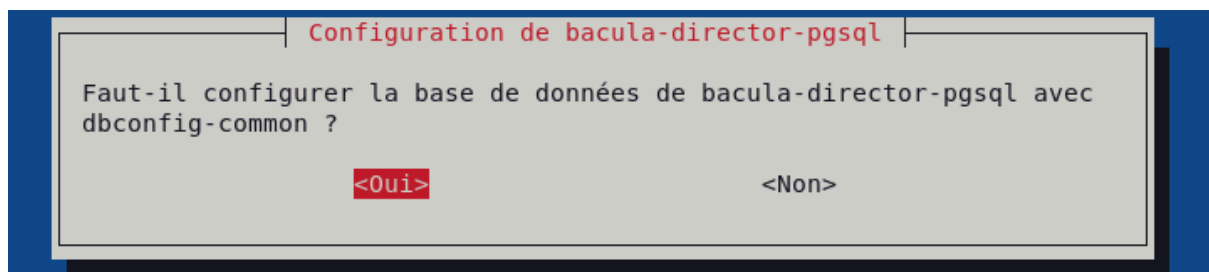 Configuration de bacula-director-pgsql
Faut-il configurer la base de données de bacula-director-pgsql avec
dbconfig-common ?
<Oui> <Non>